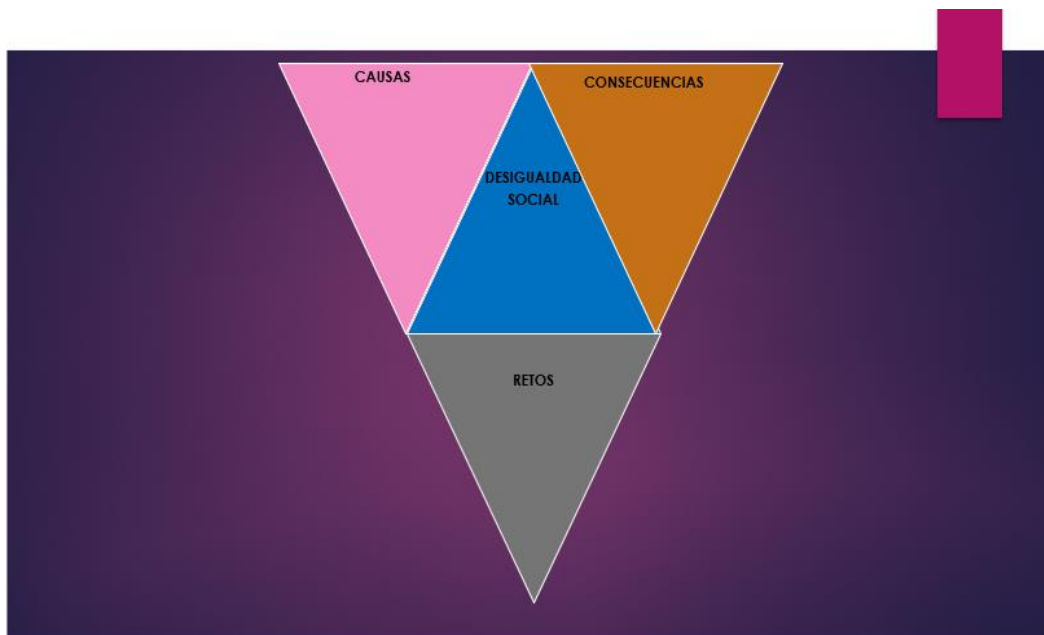 CAUSAS
CONSECUENCIAS
DESIGUALDAD
SOCIAL
RETOS